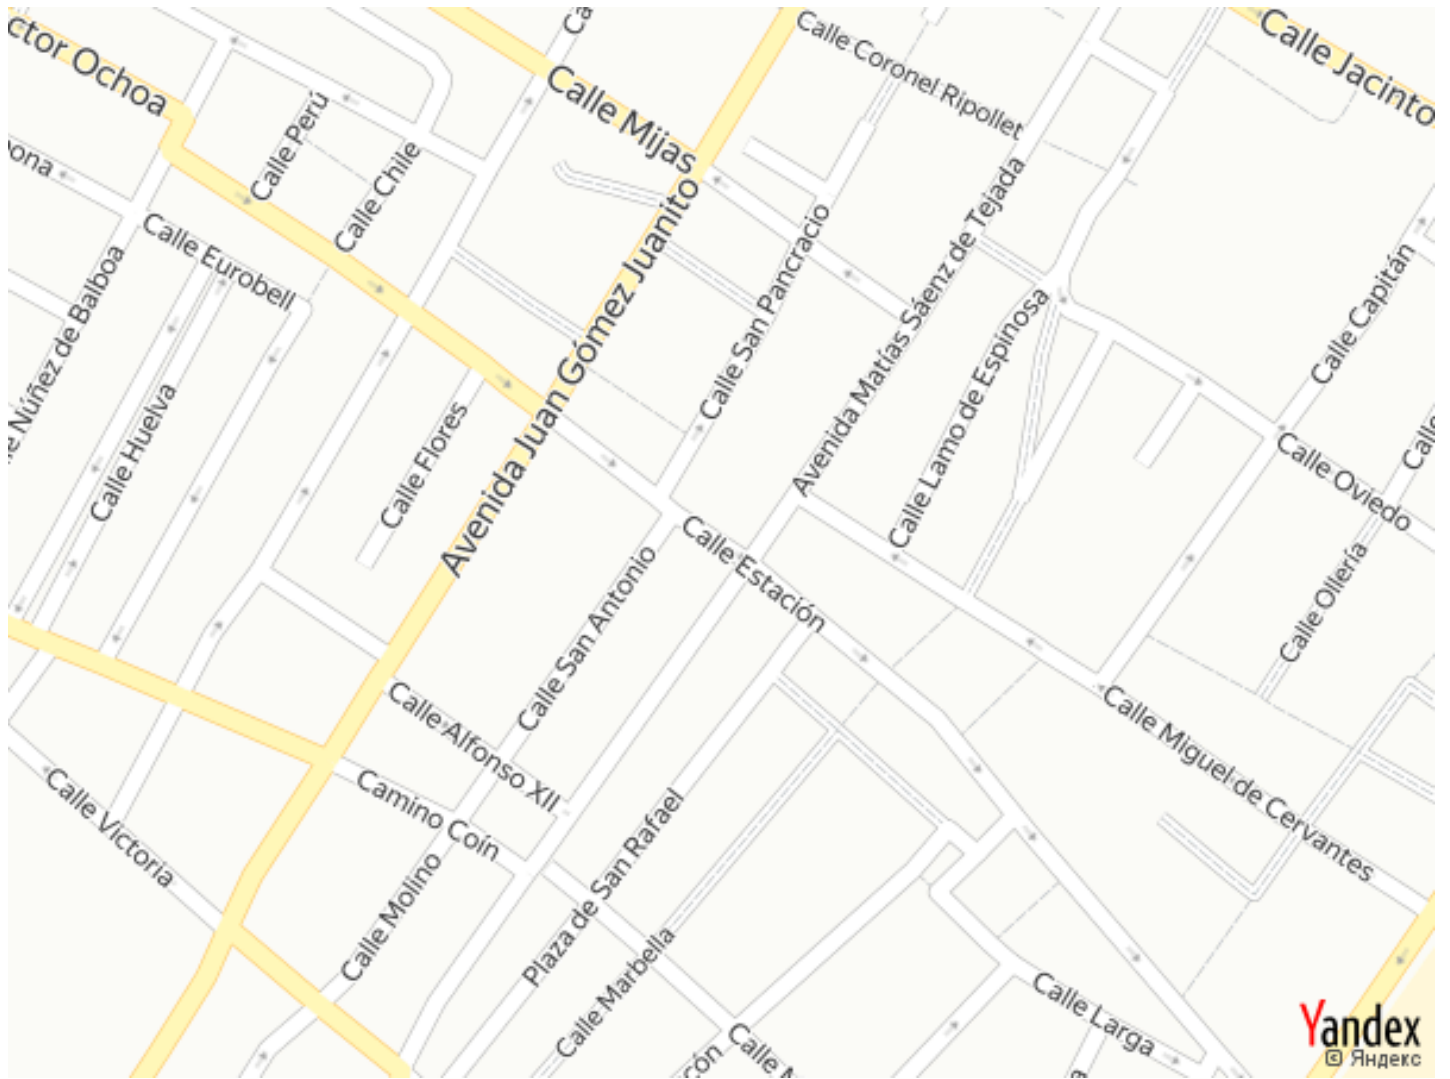 Calle Coronel Ripollet
Calle Jacinto
ctor Ochoa
Calle Mijas
Calle Perú
Calle Chile
ona
Calle Eurobell
Calle San Pancracio
Avenida Matías Sáenz de Tejada
Calle Capitán
Núñez de Balboa
Calle Huelva
Calle Flores
Avenida Juan Gómez Juanito
Calle Lamo de Espinosa
Calle Oviedo
Calle Ollería
Calle Estación
Calle San Antonio
Calle Alfonso XII
Calle Miguel de Cervantes
Calle Victoria
Camino Coín
Calle Molino
Plaza de San Rafael
Calle Marbella
Calle Larga
Calle
cón
Yandex
© Яндекс